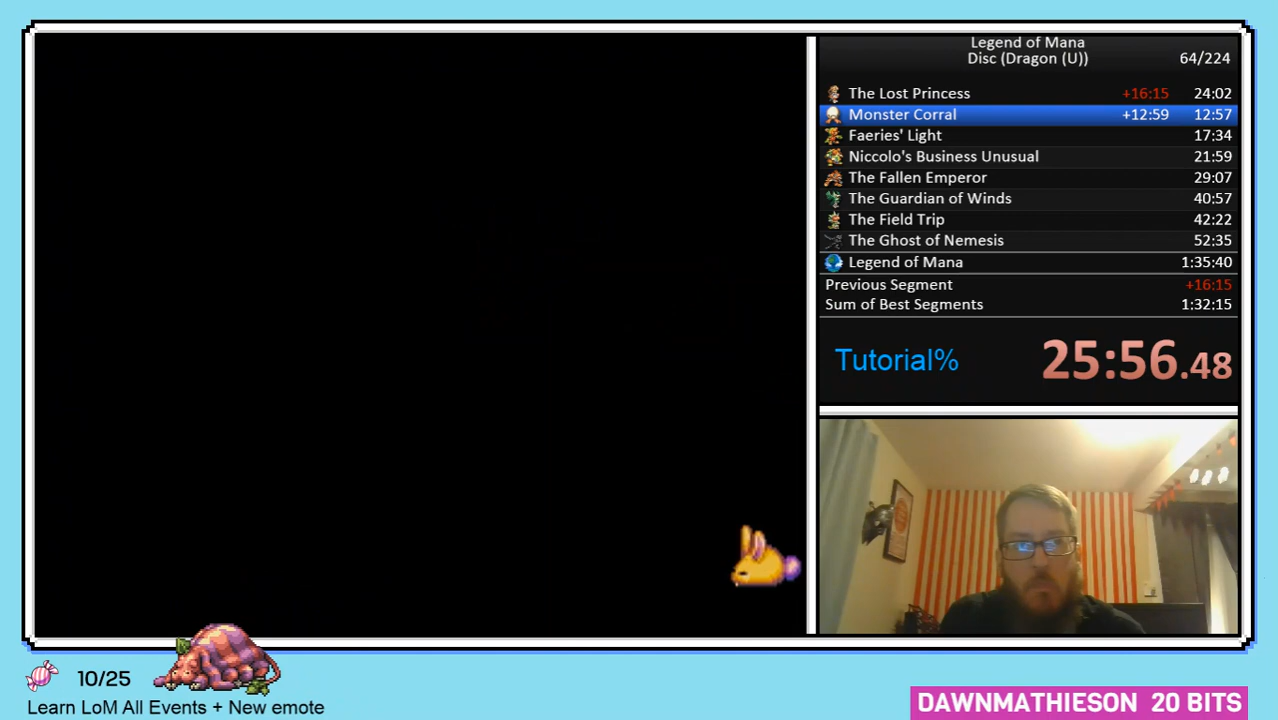 Legend of Mana
Disc (Dragon (U)) 64/224
The Lost Princess +16:15 24:02
Monster Corral +12:59 12:57
Faeries' Light 17:34
Niccolo's Business Unusual 21:59
The Fallen Emperor 29:07
The Guardian of Winds 40:57
The Field Trip 42:22
The Ghost of Nemesis 52:35
Legend of Mana 1:35:40
Previous Segment +16:15
Sum of Best Segments 1:32:15
Tutorial% 25:56.48
10/25
Learn LoM All Events + New emote
DAWNMATHIESON 20 BITS